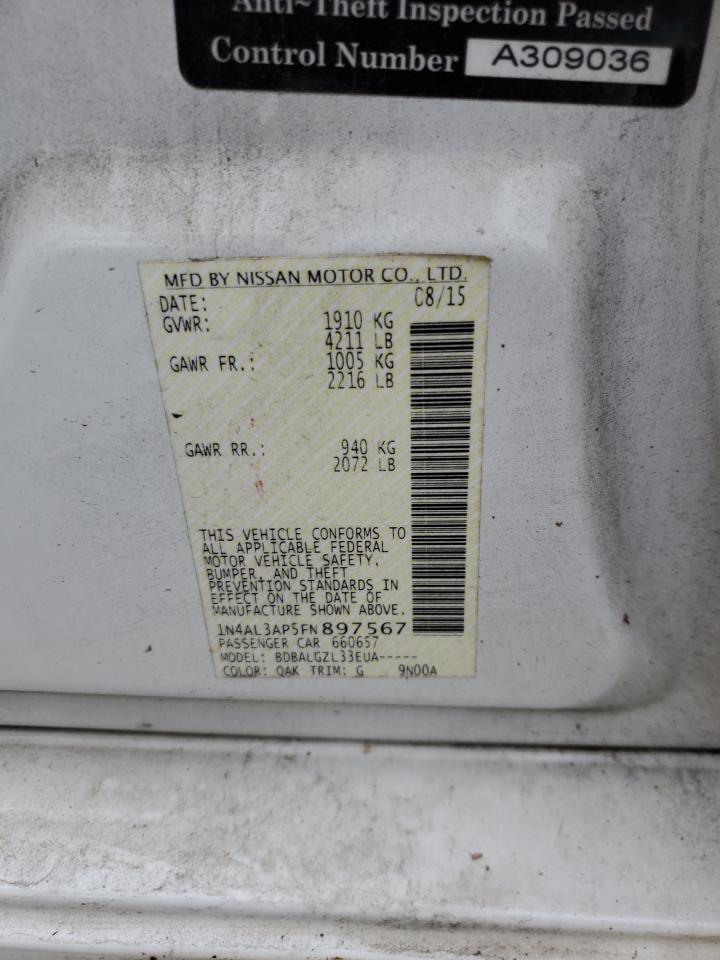 Anti~Theft Inspection Passed
Control Number A309036
MFD BY NISSAN MOTOR CO., LTD.
DATE: 08/15
GVWR: 1910 KG
4211 LB
GAWR FR.: 1005 KG
2216 LB
GAWR RR.: 940 KG
2072 LB
THIS VEHICLE CONFORMS TO
ALL APPLICABLE FEDERAL
MOTOR VEHICLE SAFETY,
BUMPER, AND THEFT
PREVENTION STANDARDS IN
EFFECT ON THE DATE OF
MANUFACTURE SHOWN ABOVE.
1N4AL3AP5FN897567
PASSENGER CAR 660657
MODEL: BDBALGZL33EUA-----
COLOR: QAK TRIM: G 9N00A